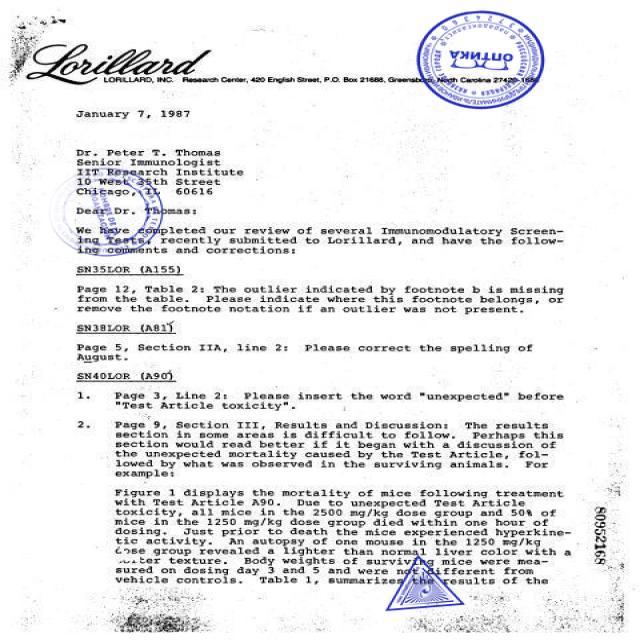 Lorillard
LORILLARD, INC. Research Center, 420 English Street, P.O. Box 21688, Greensboro, North Carolina 27420-1688
ОПТИКА
January 7, 1987
Dr. Peter T. Thomas
Senior Immunologist
IIT Research Institute
10 West 35th Street
Chicago, IL 60616
Dear Dr. Thomas:
We have completed our review of several Immunomodulatory Screen-
ing Tests, recently submitted to Lorillard, and have the follow-
ing comments and corrections:
SN35LOR (A155)
Page 12, Table 2: The outlier indicated by footnote b is missing
from the table. Please indicate where this footnote belongs, or
remove the footnote notation if an outlier was not present.
SN38LOR (A81)
Page 5, Section IIA, line 2: Please correct the spelling of
August.
SN40LOR (A90)
1. Page 3, Line 2: Please insert the word "unexpected" before
"Test Article toxicity".
2. Page 9, Section III, Results and Discussion: The results
section in some areas is difficult to follow. Perhaps this
section would read better if it began with a discussion of
the unexpected mortality caused by the Test Article, fol-
lowed by what was observed in the surviving animals. For
example:
Figure 1 displays the mortality of mice following treatment
with Test Article A90. Due to unexpected Test Article
toxicity, all mice in the 2500 mg/kg dose group and 50% of
mice in the 1250 mg/kg dose group died within one hour of
dosing. Just prior to death the mice experienced hyperkine-
tic activity. An autopsy of one mouse in the 1250 mg/kg
dose group revealed a lighter than normal liver color with a
texture. Body weights of surviving mice were mea-
sured on dosing day 3 and 5 and were not different from
vehicle controls. Table 1, summarizes the results of the
80952168